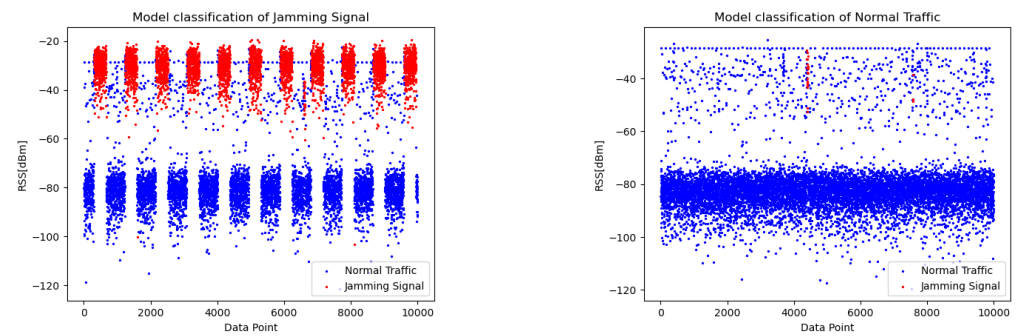 Model classification of Jamming Signal
−20
−40
−60
−80
−100
−120
RSS[dBm]
0
2000
4000
6000
8000
10000
Data Point
Normal Traffic
Jamming Signal
Model classification of Normal Traffic
−40
−60
−80
−100
−120
RSS[dBm]
0
2000
4000
6000
8000
10000
Data Point
Normal Traffic
Jamming Signal